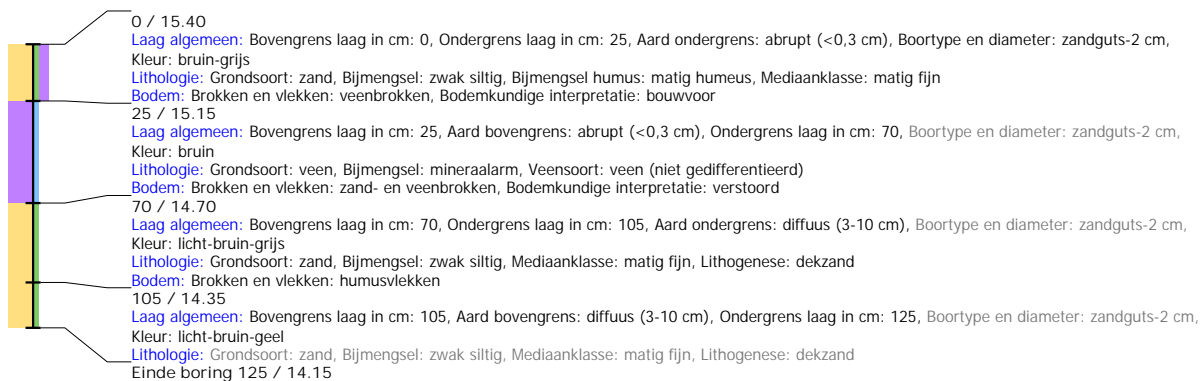 0 / 15.40
Laag algemeen: Bovengrens laag in cm: 0, Ondergrens laag in cm: 25, Aard ondergrens: abrupt (<0,3 cm), Boortype en diameter: zandguts-2 cm,
Kleur: bruin-grijs
Lithologie: Grondsoort: zand, Bijmengsel: zwak siltig, Bijmengsel humus: matig humeus, Mediaanklasse: matig fijn
Bodem: Brokken en vlekken: veenbrokken, Bodemkundige interpretatie: bouwvoor
25 / 15.15
Laag algemeen: Bovengrens laag in cm: 25, Aard bovengrens: abrupt (<0,3 cm), Ondergrens laag in cm: 70, Boortype en diameter: zandguts-2 cm,
Kleur: bruin
Lithologie: Grondsoort: veen, Bijmengsel: mineraalarm, Veensoort: veen (niet gedifferentieerd)
Bodem: Brokken en vlekken: zand- en veenbrokken, Bodemkundige interpretatie: verstoord
70 / 14.70
Laag algemeen: Bovengrens laag in cm: 70, Ondergrens laag in cm: 105, Aard ondergrens: diffuus (3-10 cm), Boortype en diameter: zandguts-2 cm,
Kleur: licht-bruin-grijs
Lithologie: Grondsoort: zand, Bijmengsel: zwak siltig, Mediaanklasse: matig fijn, Lithogenese: dekzand
Bodem: Brokken en vlekken: humusvlekken
105 / 14.35
Laag algemeen: Bovengrens laag in cm: 105, Aard bovengrens: diffuus (3-10 cm), Ondergrens laag in cm: 125, Boortype en diameter: zandguts-2 cm,
Kleur: licht-bruin-geel
Lithologie: Grondsoort: zand, Bijmengsel: zwak siltig, Mediaanklasse: matig fijn, Lithogenese: dekzand
Einde boring 125 / 14.15